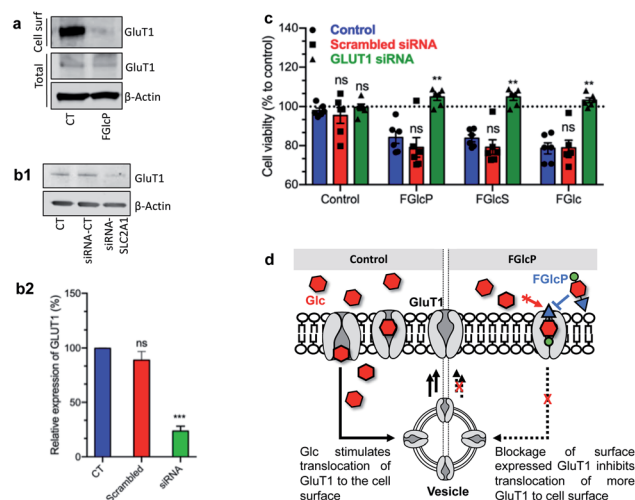 a
Cell surf
GluT1
Total
GluT1
β-Actin
CT
FGlcP
b1
GluT1
β-Actin
CT
siRNA-CT
siRNA-
SLC2A1
b2
Relative expression of GLUT1 (%)
100
75
50
25
0
ns
***
CT
Scrambled
siRNA
c
Cell viabiliy (% to control)
140
120
100
80
60
Control
Scrambled siRNA
GLUT1 siRNA
ns
ns
ns
**
ns
**
ns
**
Control
FGlcP
FGlcS
FGlc
d
Control
FGlcP
Glc
GluT1
FGlcP
Glc stimulates
translocation of
GluT1 to the cell
surface
Vesicle
Blockage of surface
expressed GluT1 inhibits
translocation of more
GluT1 to cell surface